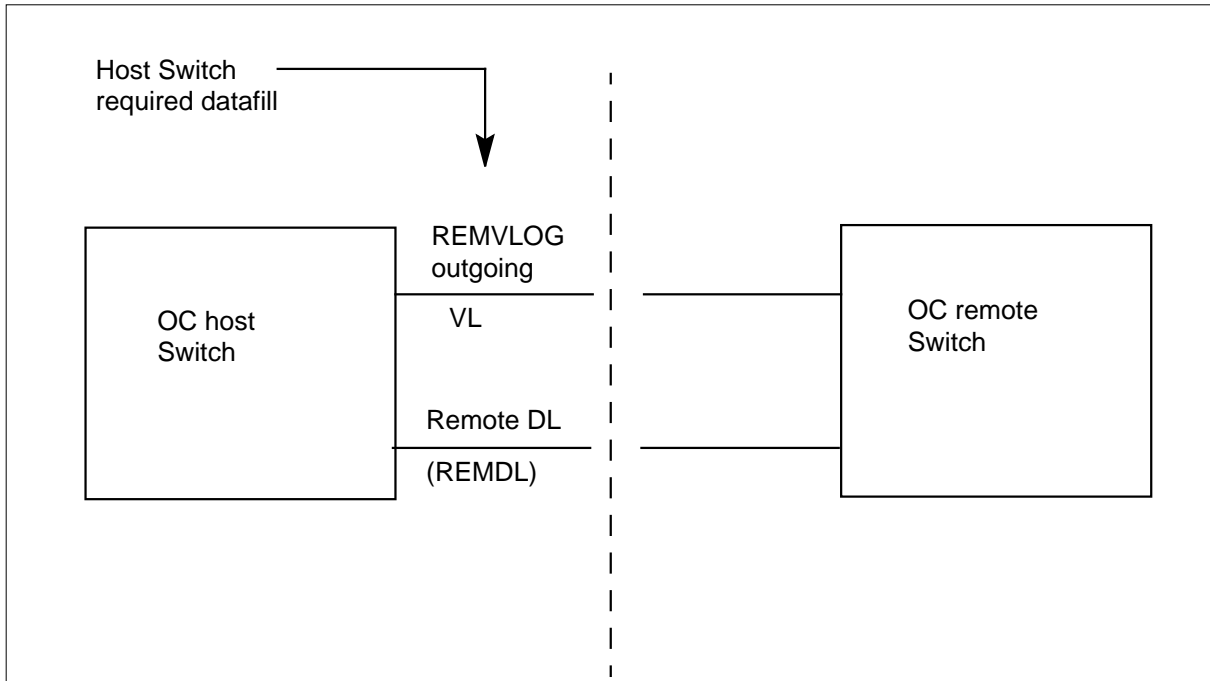 Host Switch
required datafill
REMVLOG
outgoing
VL
OC host
Switch
OC remote
Switch
Remote DL
(REMDL)